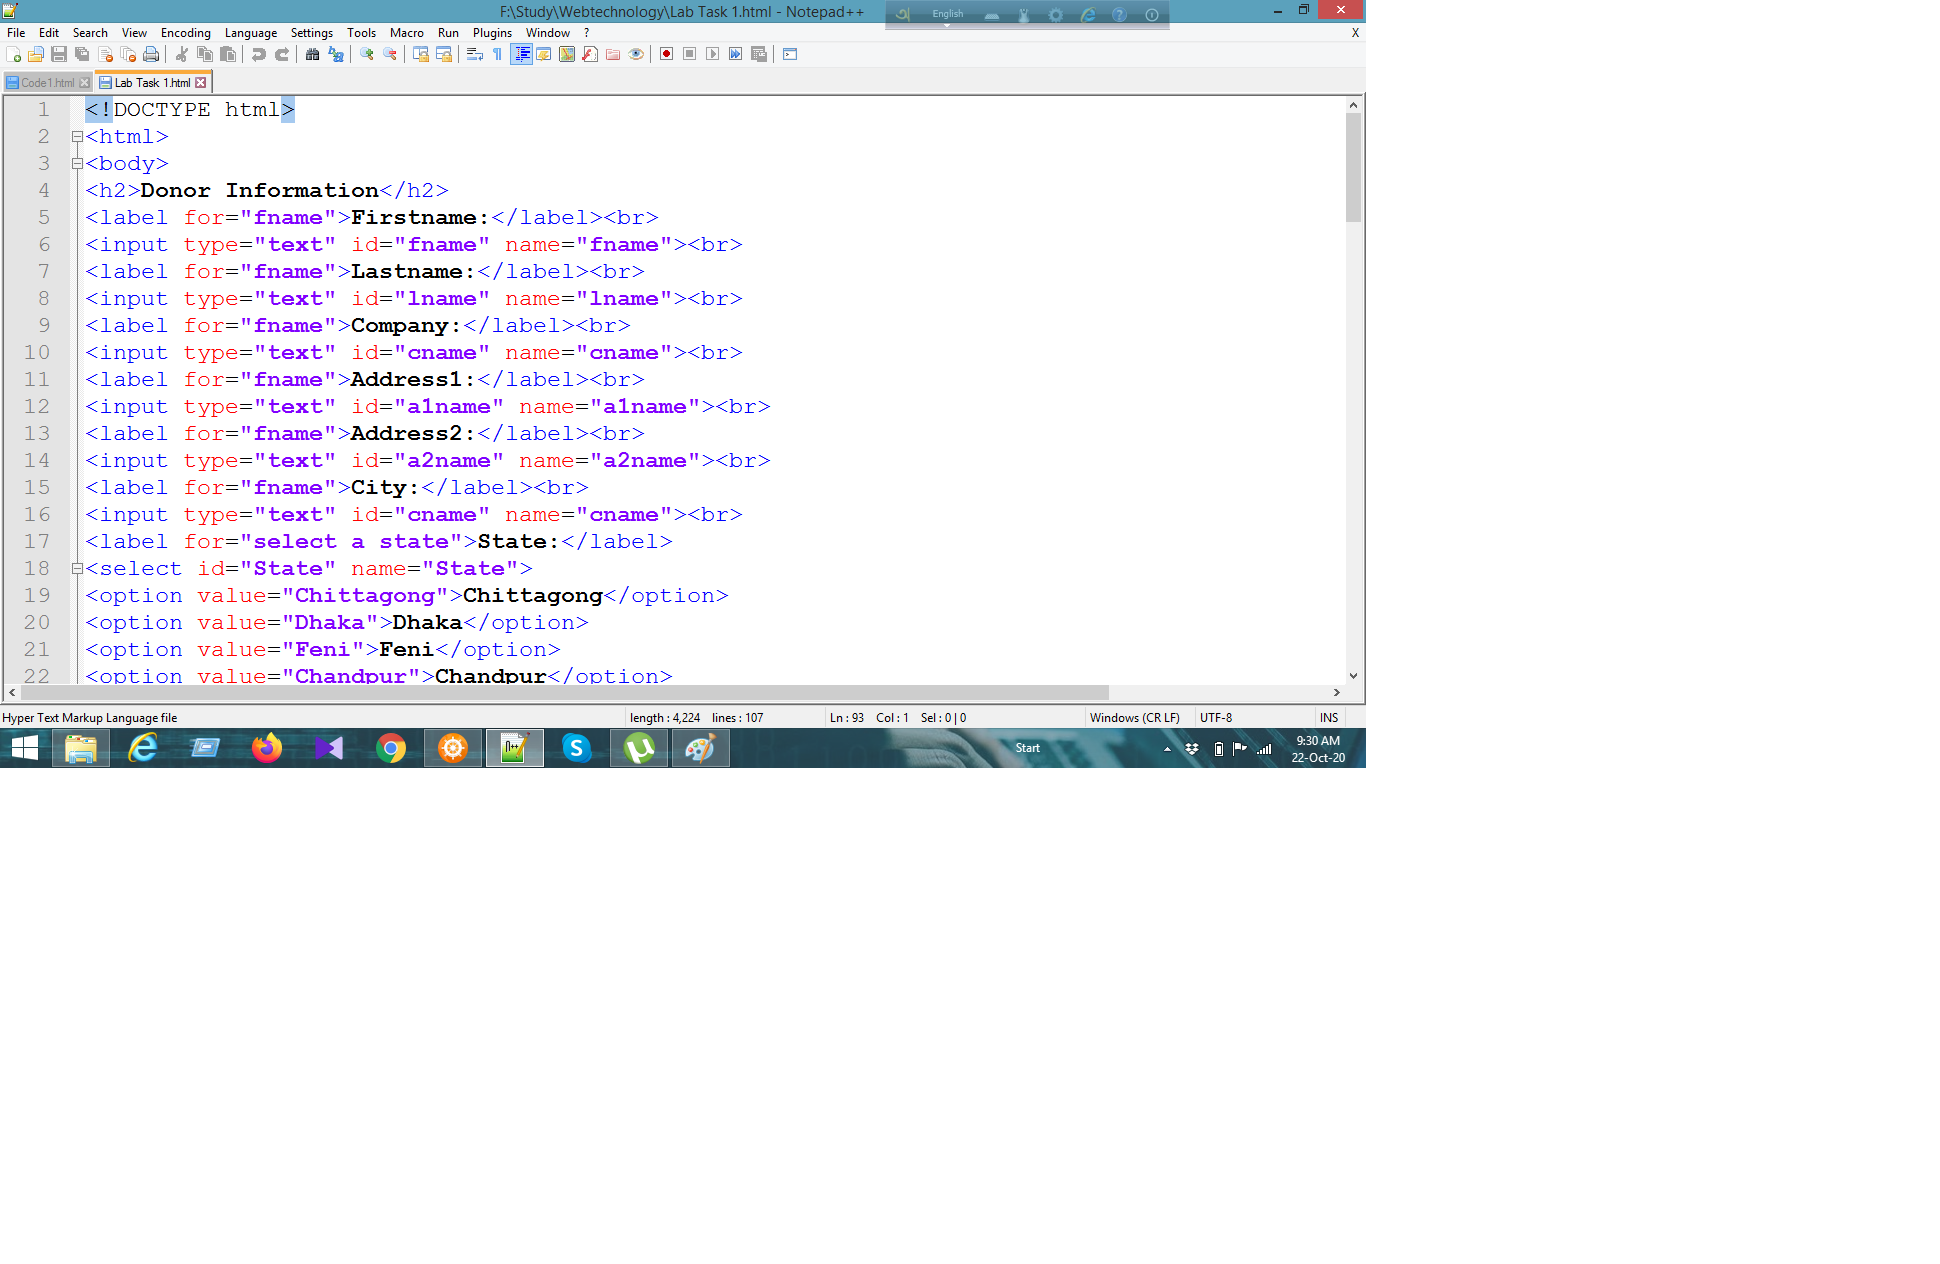 F:\Study\Webtechnology\Lab Task 1.html - Notepad++
English
File Edit Search View Encoding Language Settings Tools Macro Run Plugins Window ? X
Code1.html Lab Task 1.html
1 <!DOCTYPE html>
2 <html>
3 <body>
4 <h2>Donor Information</h2>
5 <label for="fname">Firstname:</label><br>
6 <input type="text" id="fname" name="fname"><br>
7 <label for="fname">Lastname:</label><br>
8 <input type="text" id="lname" name="lname"><br>
9 <label for="fname">Company:</label><br>
10 <input type="text" id="cname" name="cname"><br>
11 <label for="fname">Address1:</label><br>
12 <input type="text" id="a1name" name="a1name"><br>
13 <label for="fname">Address2:</label><br>
14 <input type="text" id="a2name" name="a2name"><br>
15 <label for="fname">City:</label><br>
16 <input type="text" id="cname" name="cname"><br>
17 <label for="select a state">State:</label>
18 <select id="State" name="State">
19 <option value="Chittagong">Chittagong</option>
20 <option value="Dhaka">Dhaka</option>
21 <option value="Feni">Feni</option>
22 <option value="Chandpur">Chandpur</option>
Hyper Text Markup Language file length : 4,224 lines : 107 Ln : 93 Col : 1 Sel : 0 | 0 Windows (CR LF) UTF-8 INS
Start
9:30 AM
22-Oct-20